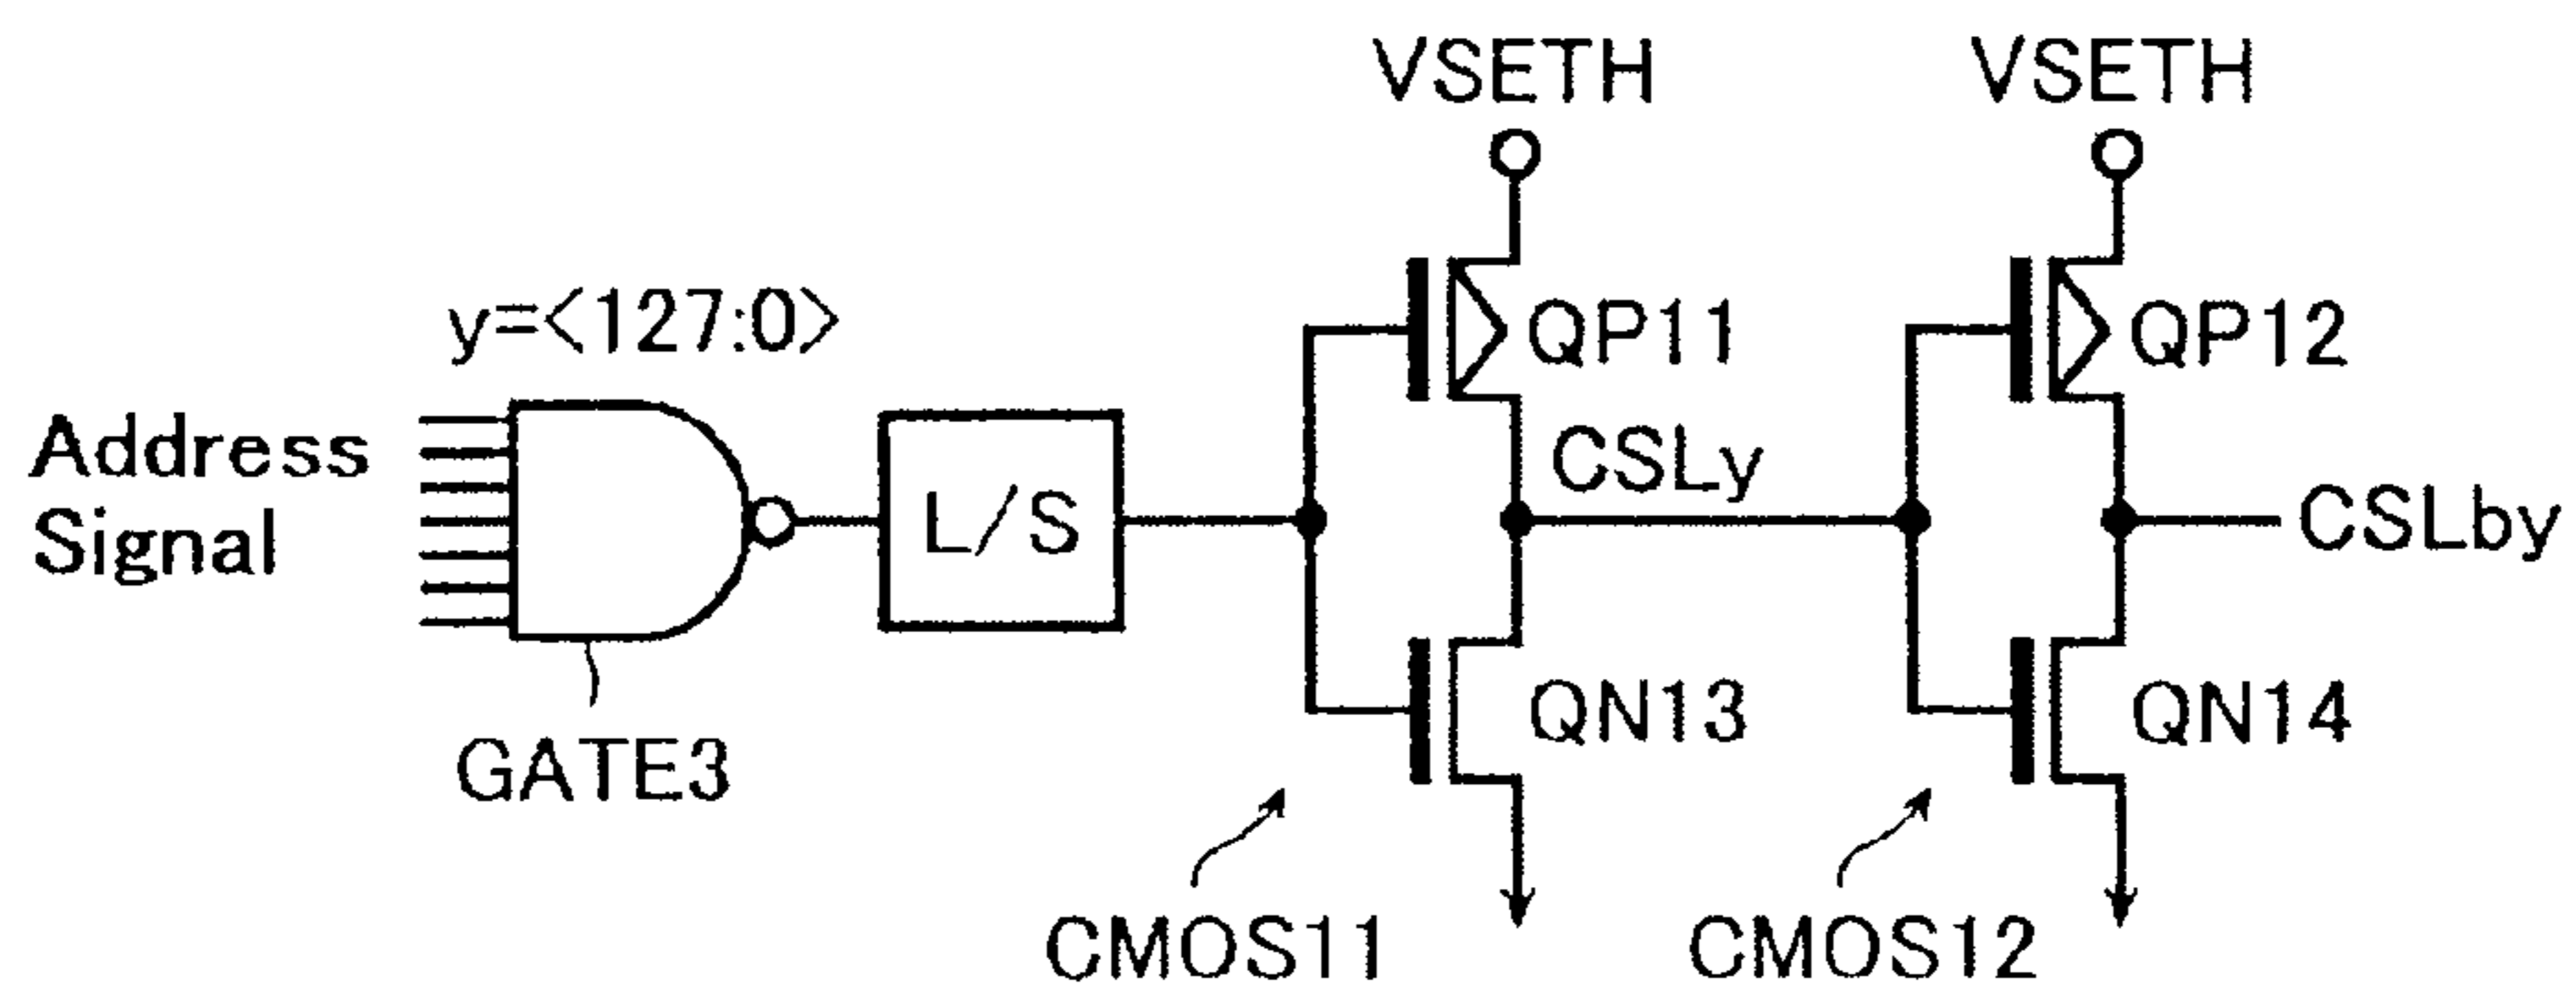 VSETH
VSETH
y=<127:0>
QP11
QP12
Address
Signal
L/S
CSLy
CSLby
QN13
QN14
GATE3
CMOS11
CMOS12